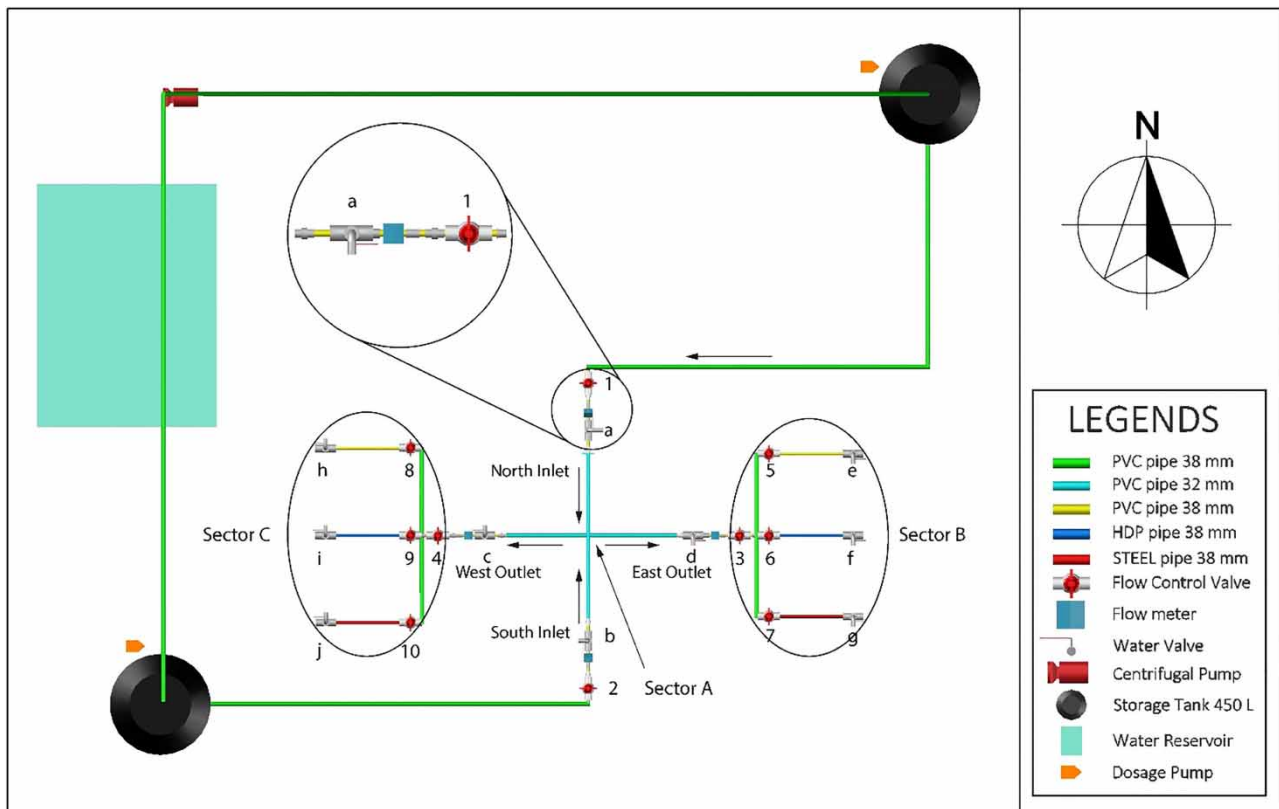 N
a
1
1
a
North Inlet
h
8
5
e
Sector C
i
9
4
c
d
3
6
f
Sector B
West Outlet
East Outlet
South Inlet
b
j
10
7
g
2
Sector A
LEGENDS
PVC pipe 38 mm
PVC pipe 32 mm
PVC pipe 38 mm
HDP pipe 38 mm
STEEL pipe 38 mm
Flow Control Valve
Flow meter
Water Valve
Centrifugal Pump
Storage Tank 450 L
Water Reservoir
Dosage Pump